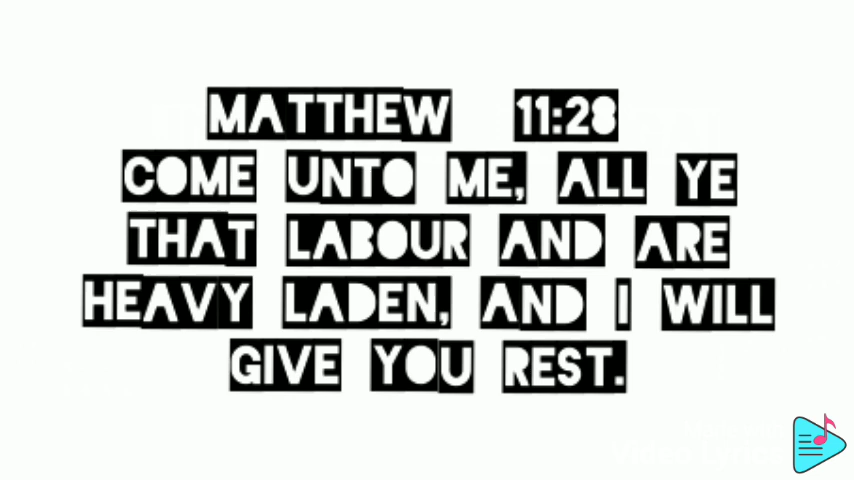 MATTHEW 11:28
COME UNTO ME, ALL YE
THAT LABOUR AND ARE
HEAVY LADEN, AND I WILL
GIVE YOU REST.